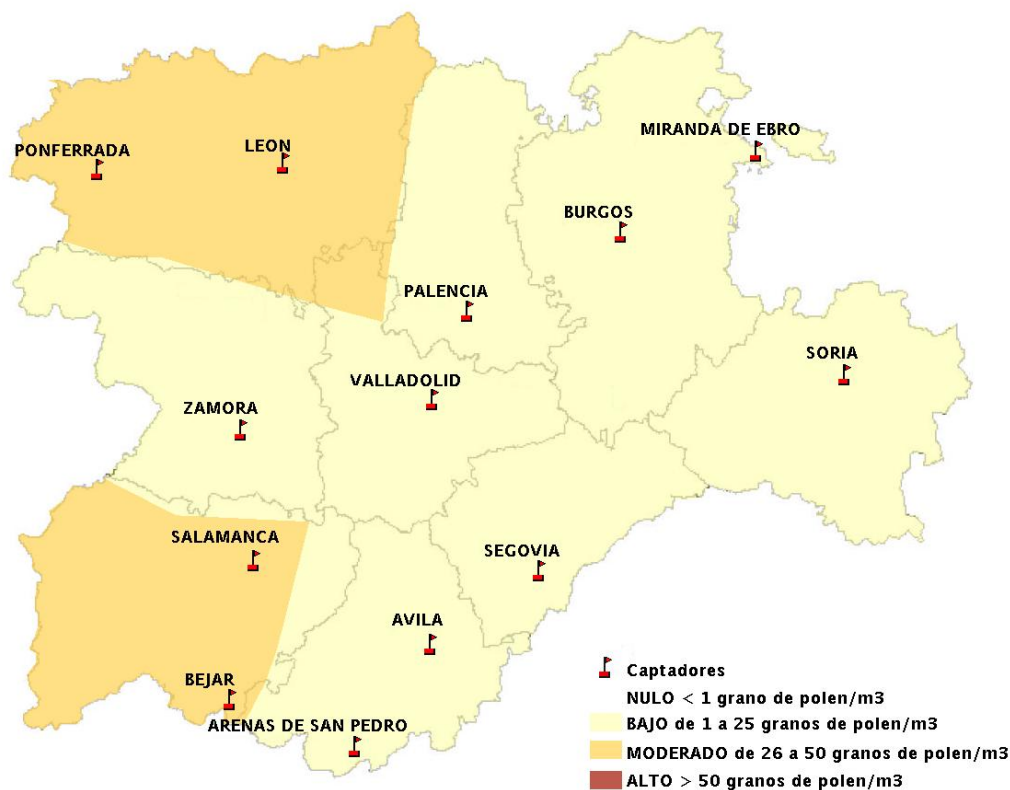 MIRANDA DE EBRO
PONFERRADA
LEON
BURGOS
PALENCIA
SORIA
VALLADOLID
ZAMORA
SALAMANCA
SEGOVIA
AVILA
BEJAR
ARENAS DE SAN PEDRO
Captadores
NULO < 1 grano de polen/m3
BAJO de 1 a 25 granos de polen/m3
MODERADO de 26 a 50 granos de polen/m3
ALTO > 50 granos de polen/m3